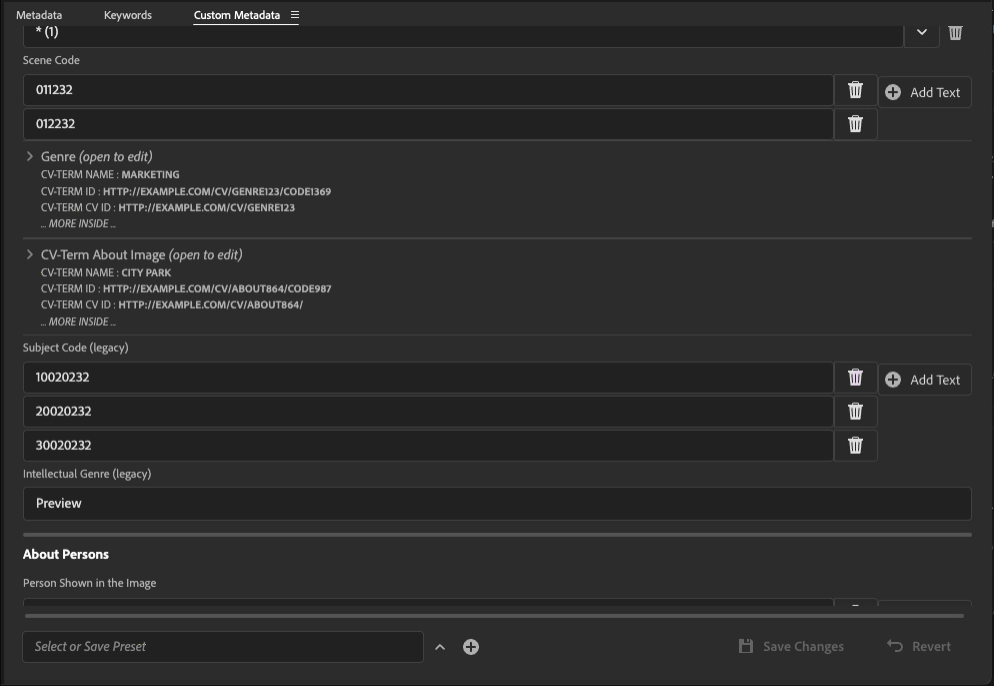 Metadata Keywords Custom Metadata
* (1)
Scene Code
011232
Add Text
012232
Genre (open to edit)
CV-TERM NAME : MARKETING
CV-TERM ID : HTTP://EXAMPLE.COM/CV/GENRE123/CODE1369
CV-TERM CV ID : HTTP://EXAMPLE.COM/CV/GENRE123
... MORE INSIDE ...
CV-Term About Image (open to edit)
CV-TERM NAME : CITY PARK
CV-TERM ID : HTTP://EXAMPLE.COM/CV/ABOUT864/CODE987
CV-TERM CV ID : HTTP://EXAMPLE.COM/CV/ABOUT864/
... MORE INSIDE ...
Subject Code (legacy)
10020232
Add Text
20020232
30020232
Intellectual Genre (legacy)
Preview
About Persons
Person Shown in the Image
Select or Save Preset
Save Changes
Revert